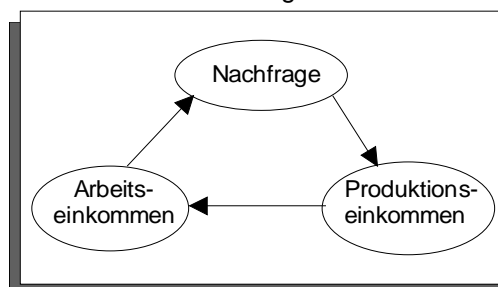 Nachfrage
Arbeits-
einkommen
Produktions-
einkommen